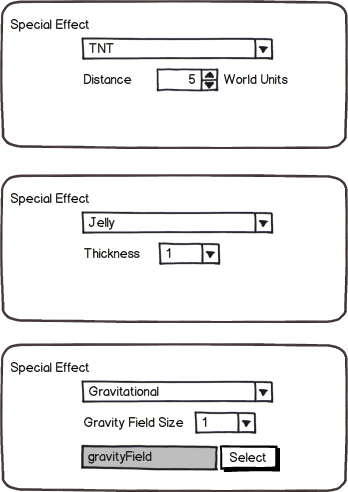 Special Effect
TNT
Distance 5 World Units
Special Effect
Jelly
Thickness 1
Special Effect
Gravitational
Gravity Field Size 1
gravityField Select